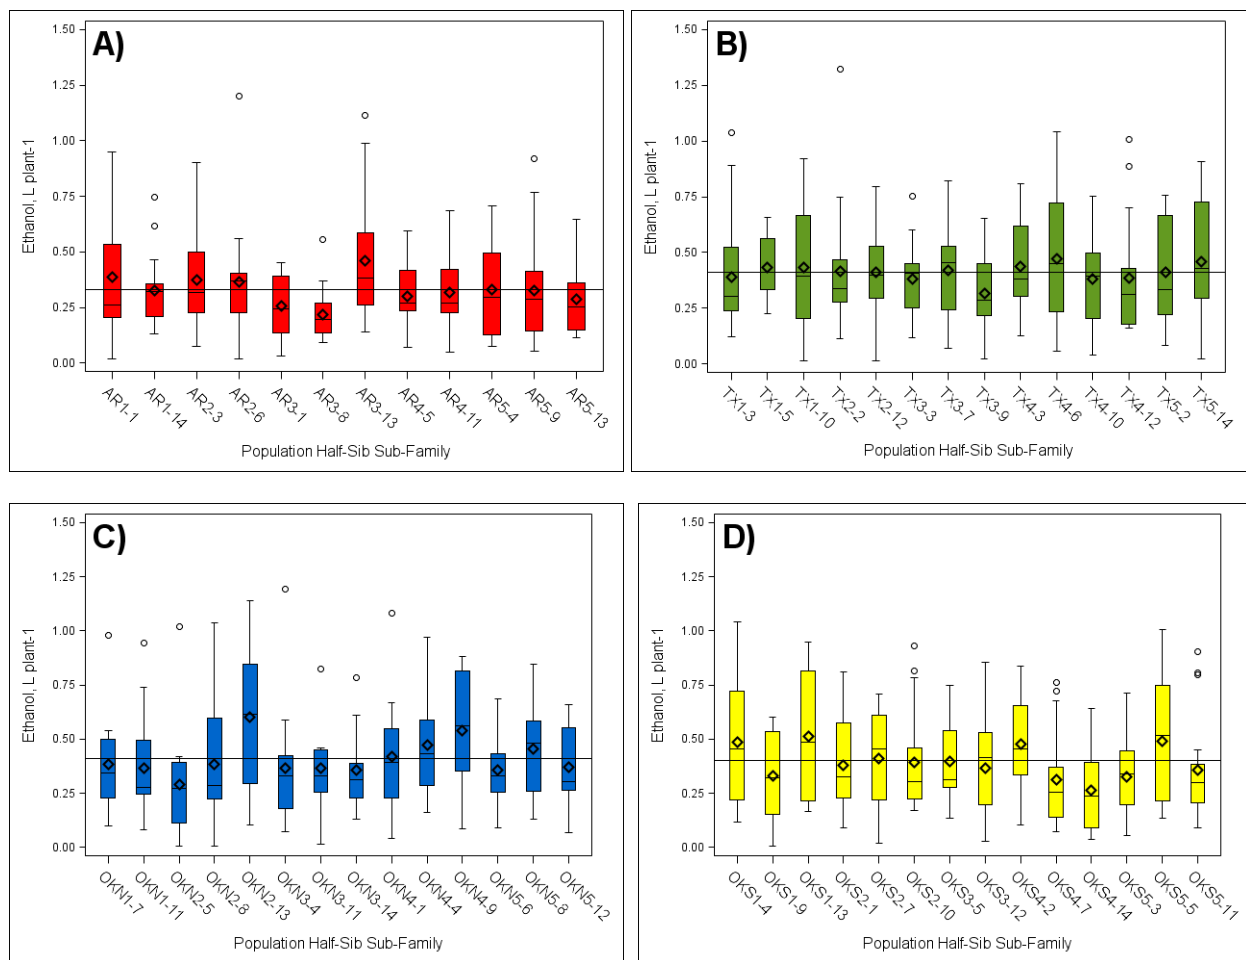 A)
1.50
1.25
1.00
0.75
0.50
0.25
0.00
Ethanol, L plant-1
AR1-1
AR1-14
AR2-3
AR2-6
AR3-1
AR3-8
AR3-13
AR4-5
AR4-11
AR5-4
AR5-9
AR5-13
Population Half-Sib Sub-Family
B)
1.50
1.25
1.00
0.75
0.50
0.25
0.00
Ethanol, L plant-1
TX1-3
TX1-5
TX1-10
TX2-2
TX2-12
TX3-3
TX3-7
TX3-9
TX4-3
TX4-6
TX4-10
TX4-12
TX5-2
TX5-14
Population Half-Sib Sub-Family
C)
1.50
1.25
1.00
0.75
0.50
0.25
0.00
Ethanol, L plant-1
OKN1-7
OKN1-11
OKN2-5
OKN2-8
OKN2-13
OKN3-4
OKN3-11
OKN3-14
OKN4-1
OKN4-4
OKN4-9
OKN5-6
OKN5-8
OKN5-12
Population Half-Sib Sub-Family
D)
1.50
1.25
1.00
0.75
0.50
0.25
0.00
Ethanol, L plant-1
OKS1-4
OKS1-9
OKS1-13
OKS2-1
OKS2-7
OKS2-10
OKS3-5
OKS3-12
OKS4-2
OKS4-7
OKS4-14
OKS5-3
OKS5-5
OKS5-11
Population Half-Sib Sub-Family